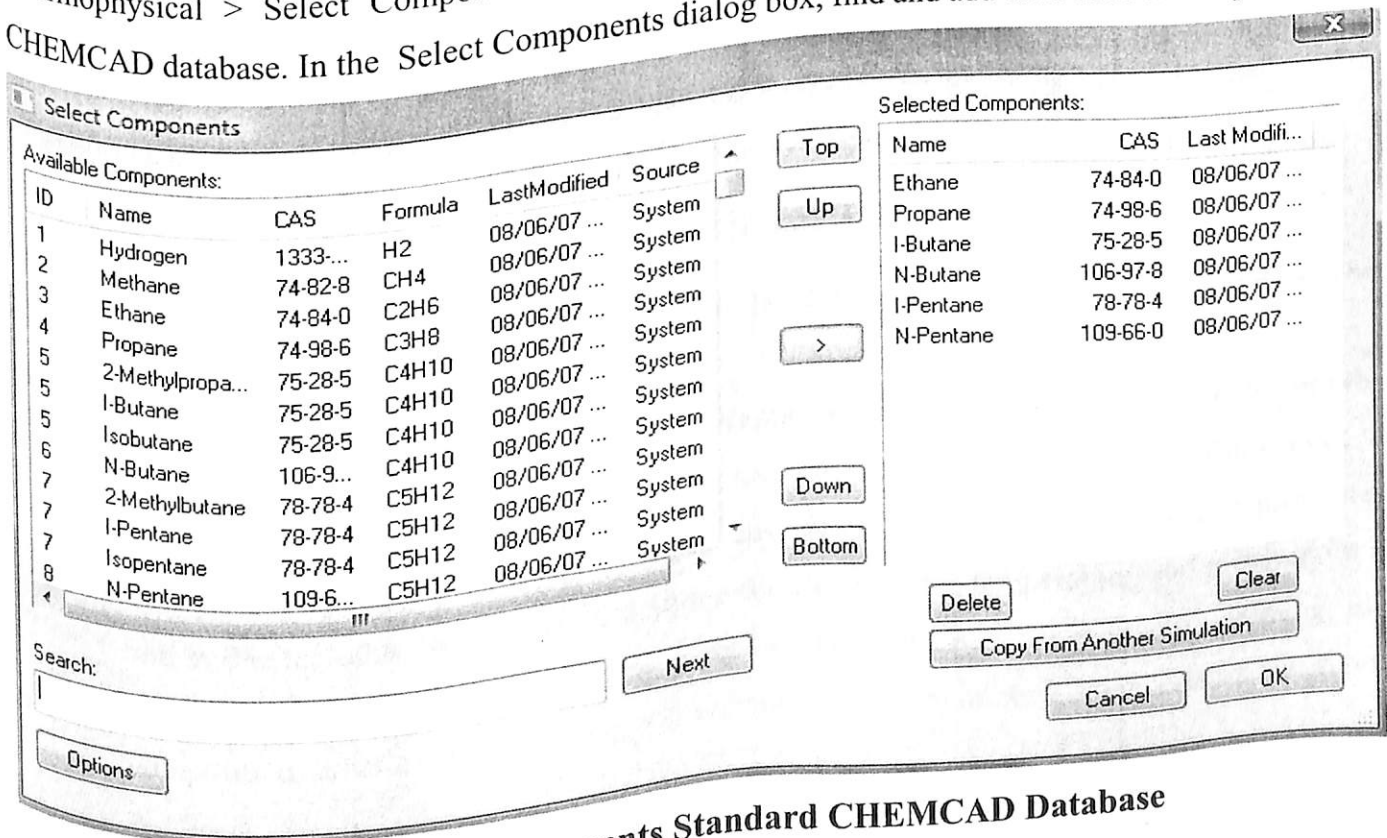 > Select
CHEMCAD database. In the Select Components dialog box, find and
Select Components
Available Components:
ID Name CAS Formula LastModified Source
1 Hydrogen 1333-... H2 08/06/07 ... System
2 Methane 74-82-8 CH4 08/06/07 ... System
3 Ethane 74-84-0 C2H6 08/06/07 ... System
4 Propane 74-98-6 C3H8 08/06/07 ... System
5 2-Methylpropa... 75-28-5 C4H10 08/06/07 ... System
5 I-Butane 75-28-5 C4H10 08/06/07 ... System
5 Isobutane 75-28-5 C4H10 08/06/07 ... System
6 N-Butane 106-9... C4H10 08/06/07 ... System
7 2-Methylbutane 78-78-4 C5H12 08/06/07 ... System
7 I-Pentane 78-78-4 C5H12 08/06/07 ... System
7 Isopentane 78-78-4 C5H12 08/06/07 ... System
8 N-Pentane 109-6... C5H12 08/06/07 ... System
Search:
Next
Options
Top
Up
>
Down
Bottom
Selected Components:
Name CAS Last Modifi...
Ethane 74-84-0 08/06/07 ...
Propane 74-98-6 08/06/07 ...
I-Butane 75-28-5 08/06/07 ...
N-Butane 106-97-8 08/06/07 ...
I-Pentane 78-78-4 08/06/07 ...
N-Pentane 109-66-0 08/06/07 ...
Delete
Clear
Copy From Another Simulation
Cancel
OK
Standard CHEMCAD Database